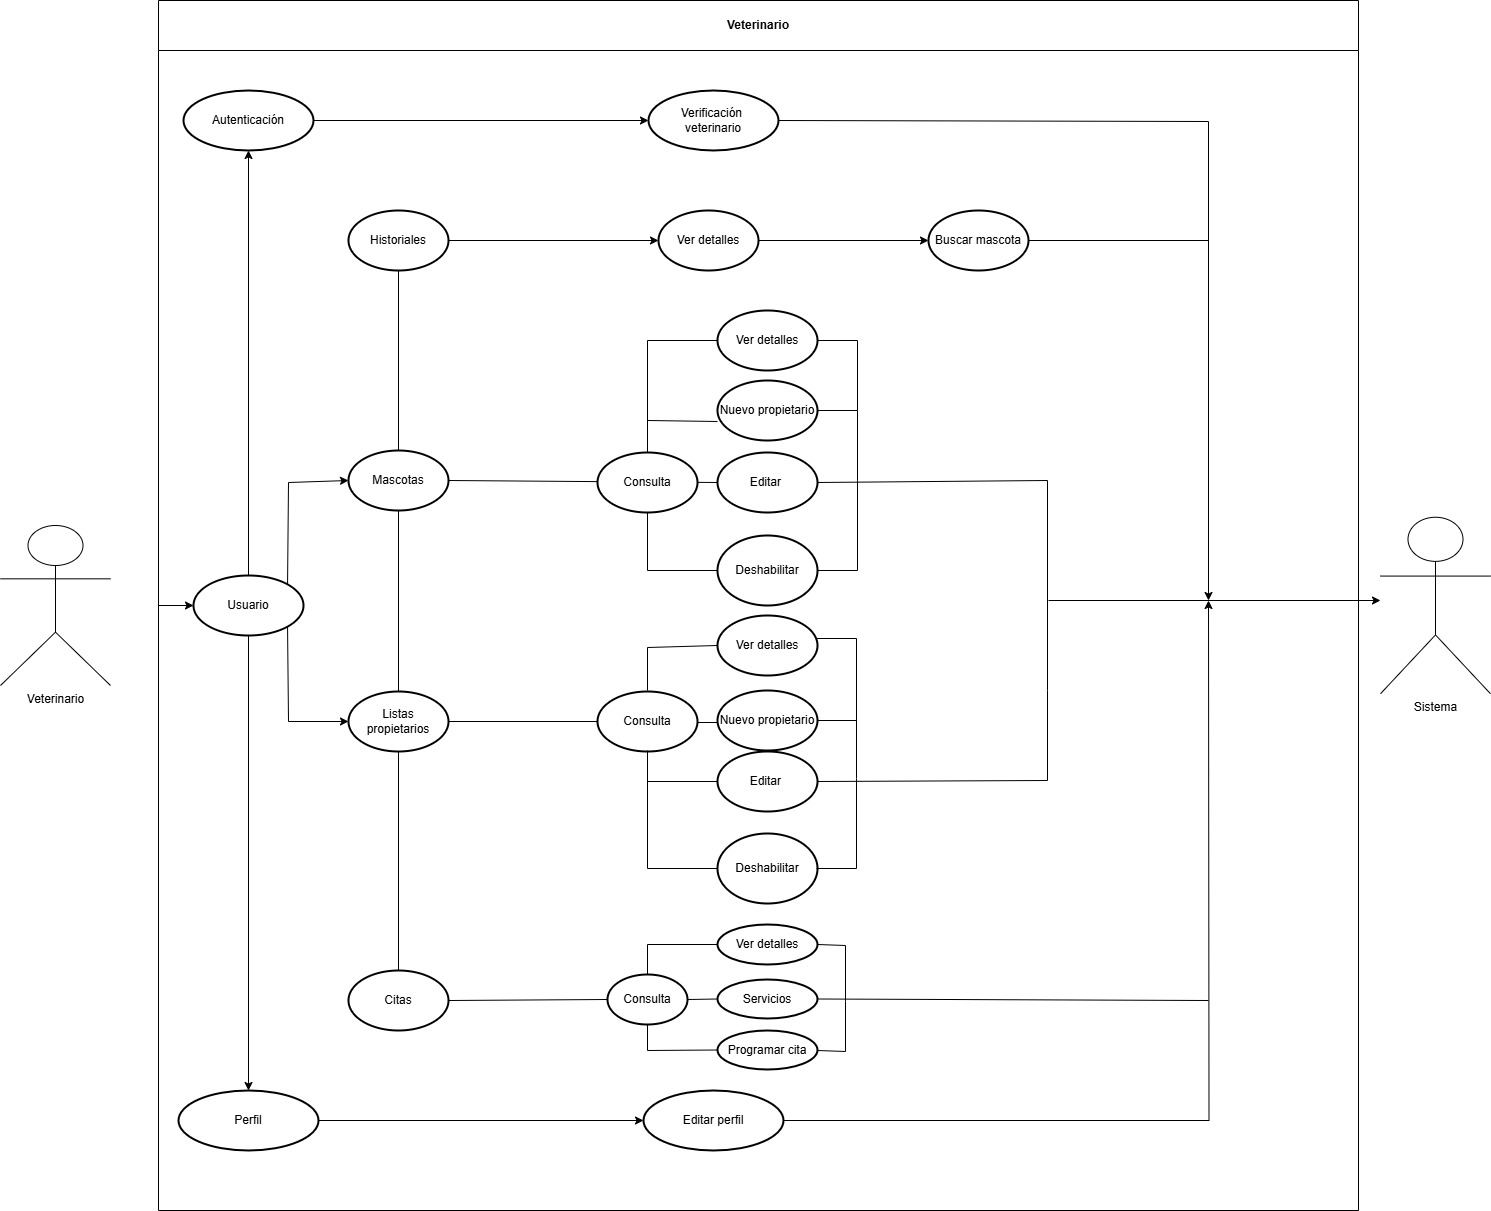 Veterinario
Autenticación
Verificación
veterinario
Historiales
Ver detalles
Buscar mascota
Ver detalles
Nuevo propietario
Mascotas
Consulta
Editar
Deshabilitar
Usuario
Veterinario
Sistema
Ver detalles
Listas
propietarios
Consulta
Nuevo propietario
Editar
Deshabilitar
Ver detalles
Citas
Consulta
Servicios
Programar cita
Perfil
Editar perfil